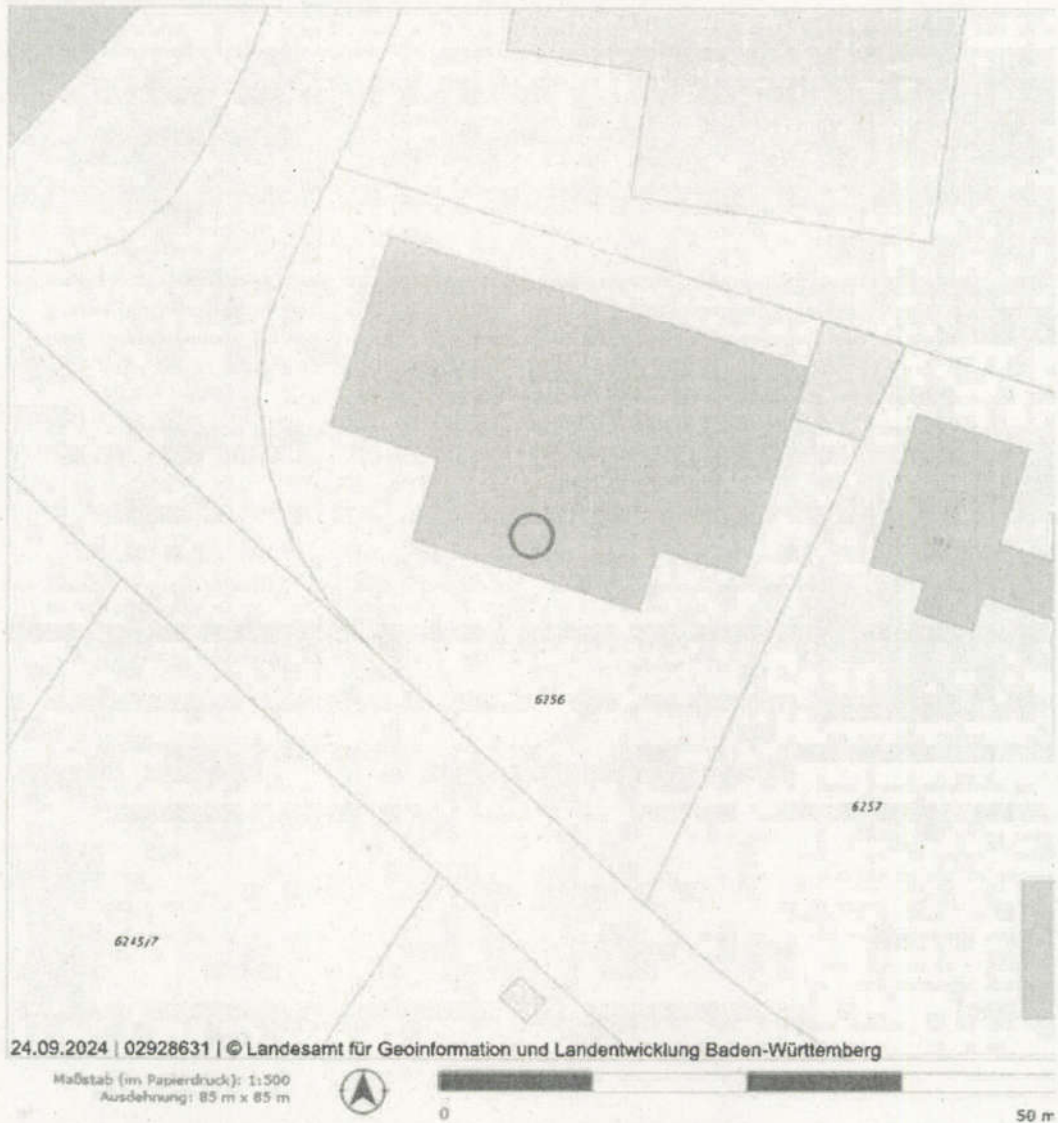 6256
6257
6245/7
24.09.2024 | 02928631 | © Landesamt für Geoinformation und Landentwicklung Baden-Württemberg
Maßstab (im Papierdruck): 1:500
Ausdehnung: 85 m x 85 m
0
50 m